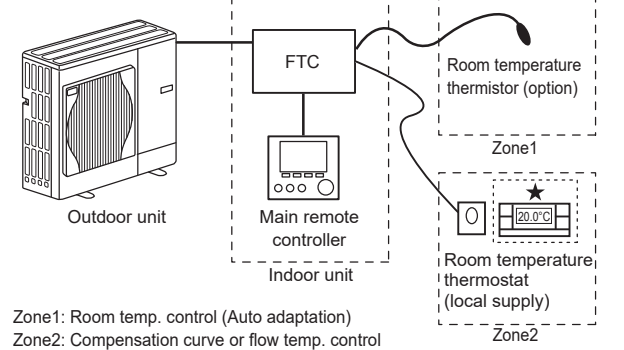 FTC
Room temperature
thermistor (option)
Zone1
Outdoor unit
Main remote
controller
Indoor unit
★
20.0°C
Room temperature
thermostat
(local supply)
Zone2
Zone1: Room temp. control (Auto adaptation)
Zone2: Compensation curve or flow temp. control